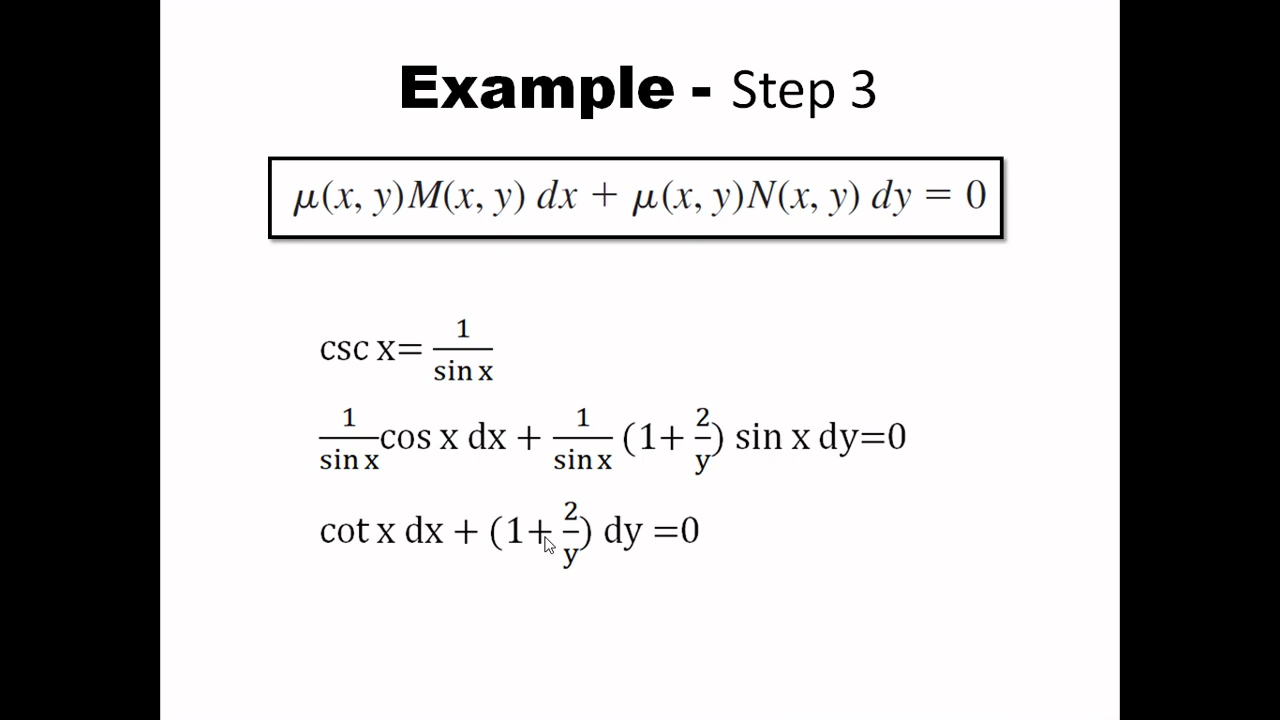 Example - Step 3
μ(x, y)M(x, y) dx + μ(x, y)N(x, y) dy = 0
csc x= 1/sin x
1/sin x cos x dx + 1/sin x (1+ 2/y) sin x dy=0
cot x dx + (1+ 2/y) dy =0